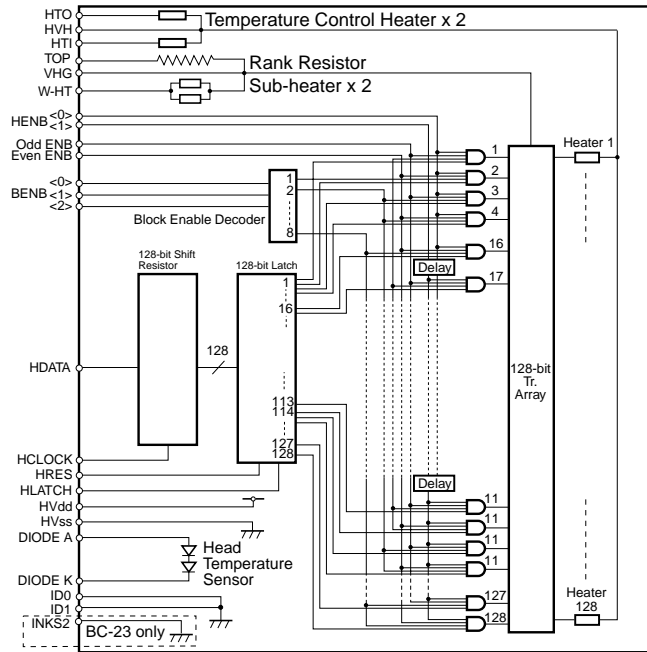 HTO
Temperature Control Heater x 2
HVH
HTI
TOP
Rank Resistor
VHG
Sub-heater x 2
W-HT
<0>
HENB
<1>
Odd ENB
Even ENB
Heater 1
1
2
3
4
16
Delay
17
<0>
BENB <1>
<2>
1
2
8
Block Enable Decoder
128-bit Shift
Resistor
128-bit Latch
1
16
HDATA
128
128-bit
Tr.
Array
113
114
127
128
HCLOCK
HRES
HLATCH
Delay
HVdd
HVss
DIODE A
Head
Temperature
Sensor
DIODE K
11
11
11
11
127
128
Heater
128
ID0
ID1
INKS2
BC-23 only